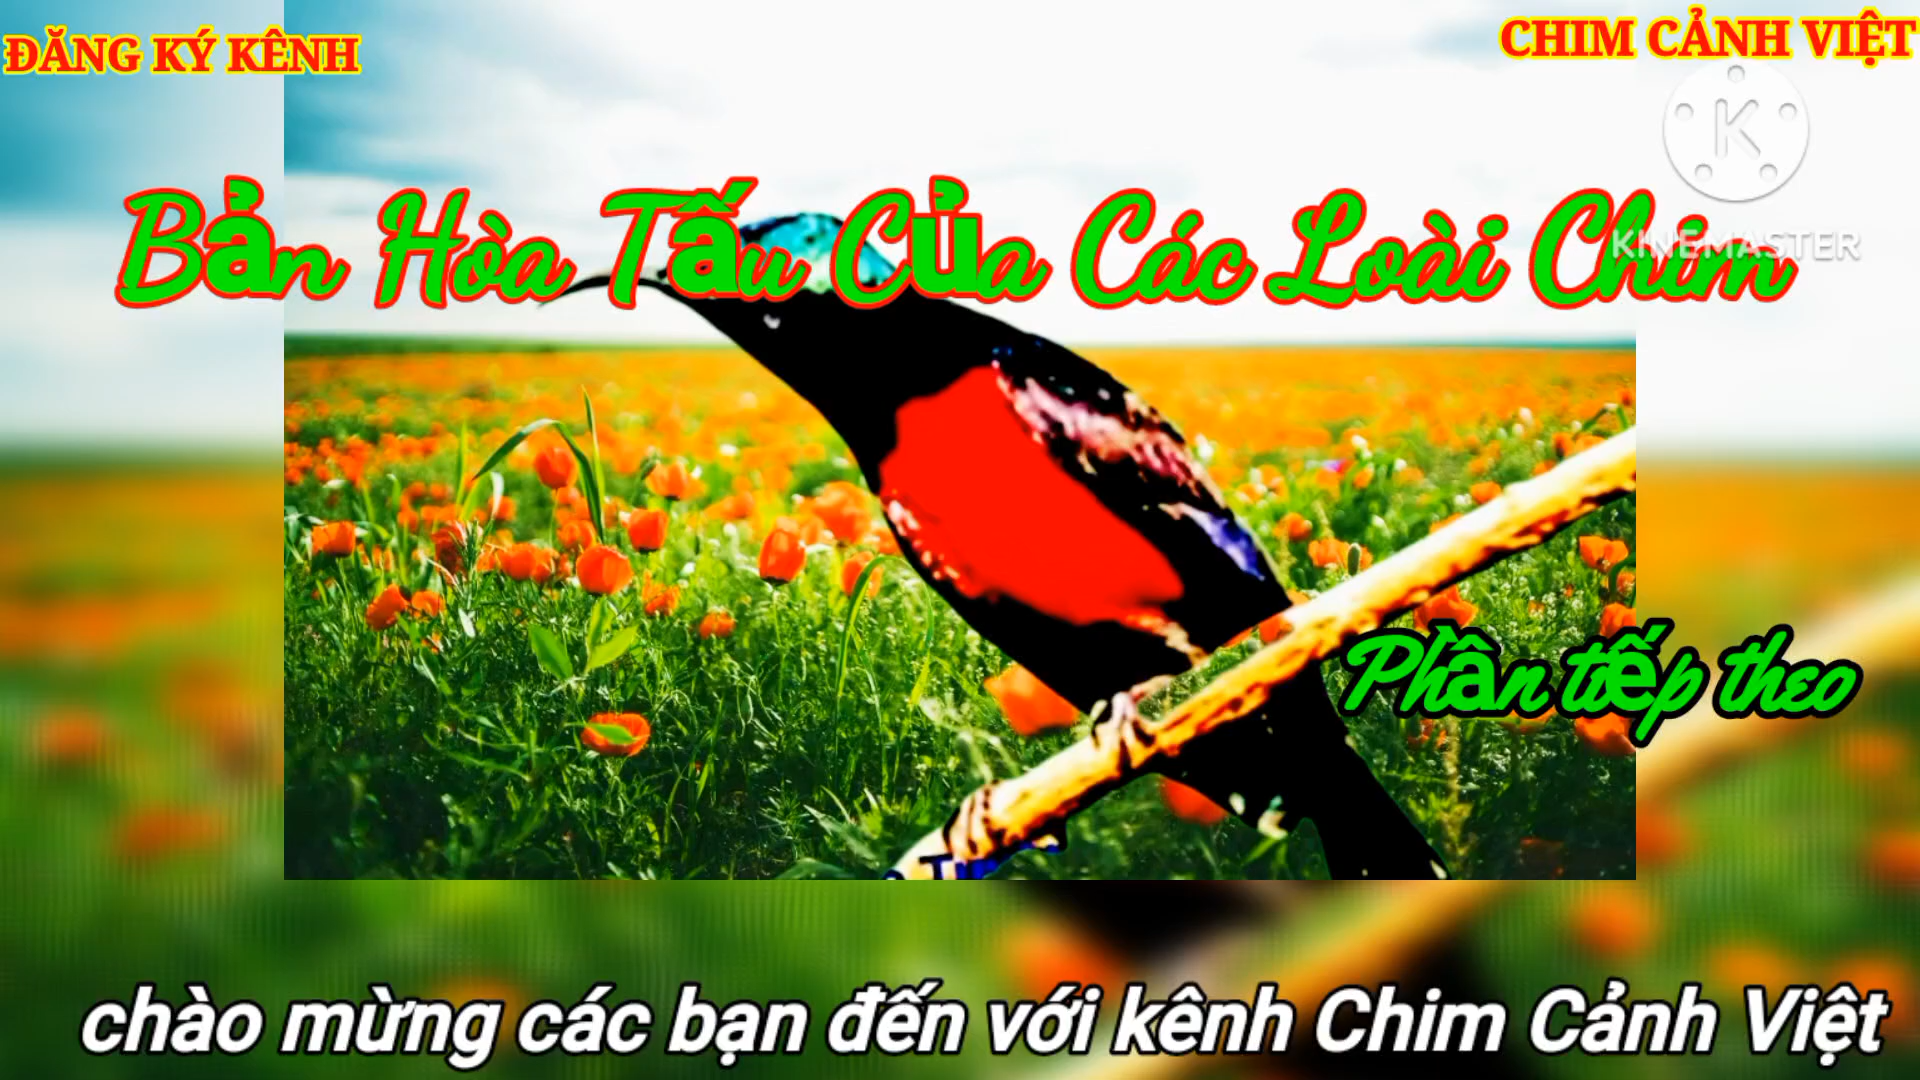 ĐĂNG KÝ KÊNH
CHIM CẢNH VIỆT
K
KINEMASTER
Bản Hòa Tấu Của Các Loài Chim
Phần tiếp theo
chào mừng các bạn đến với kênh Chim Cảnh Việt